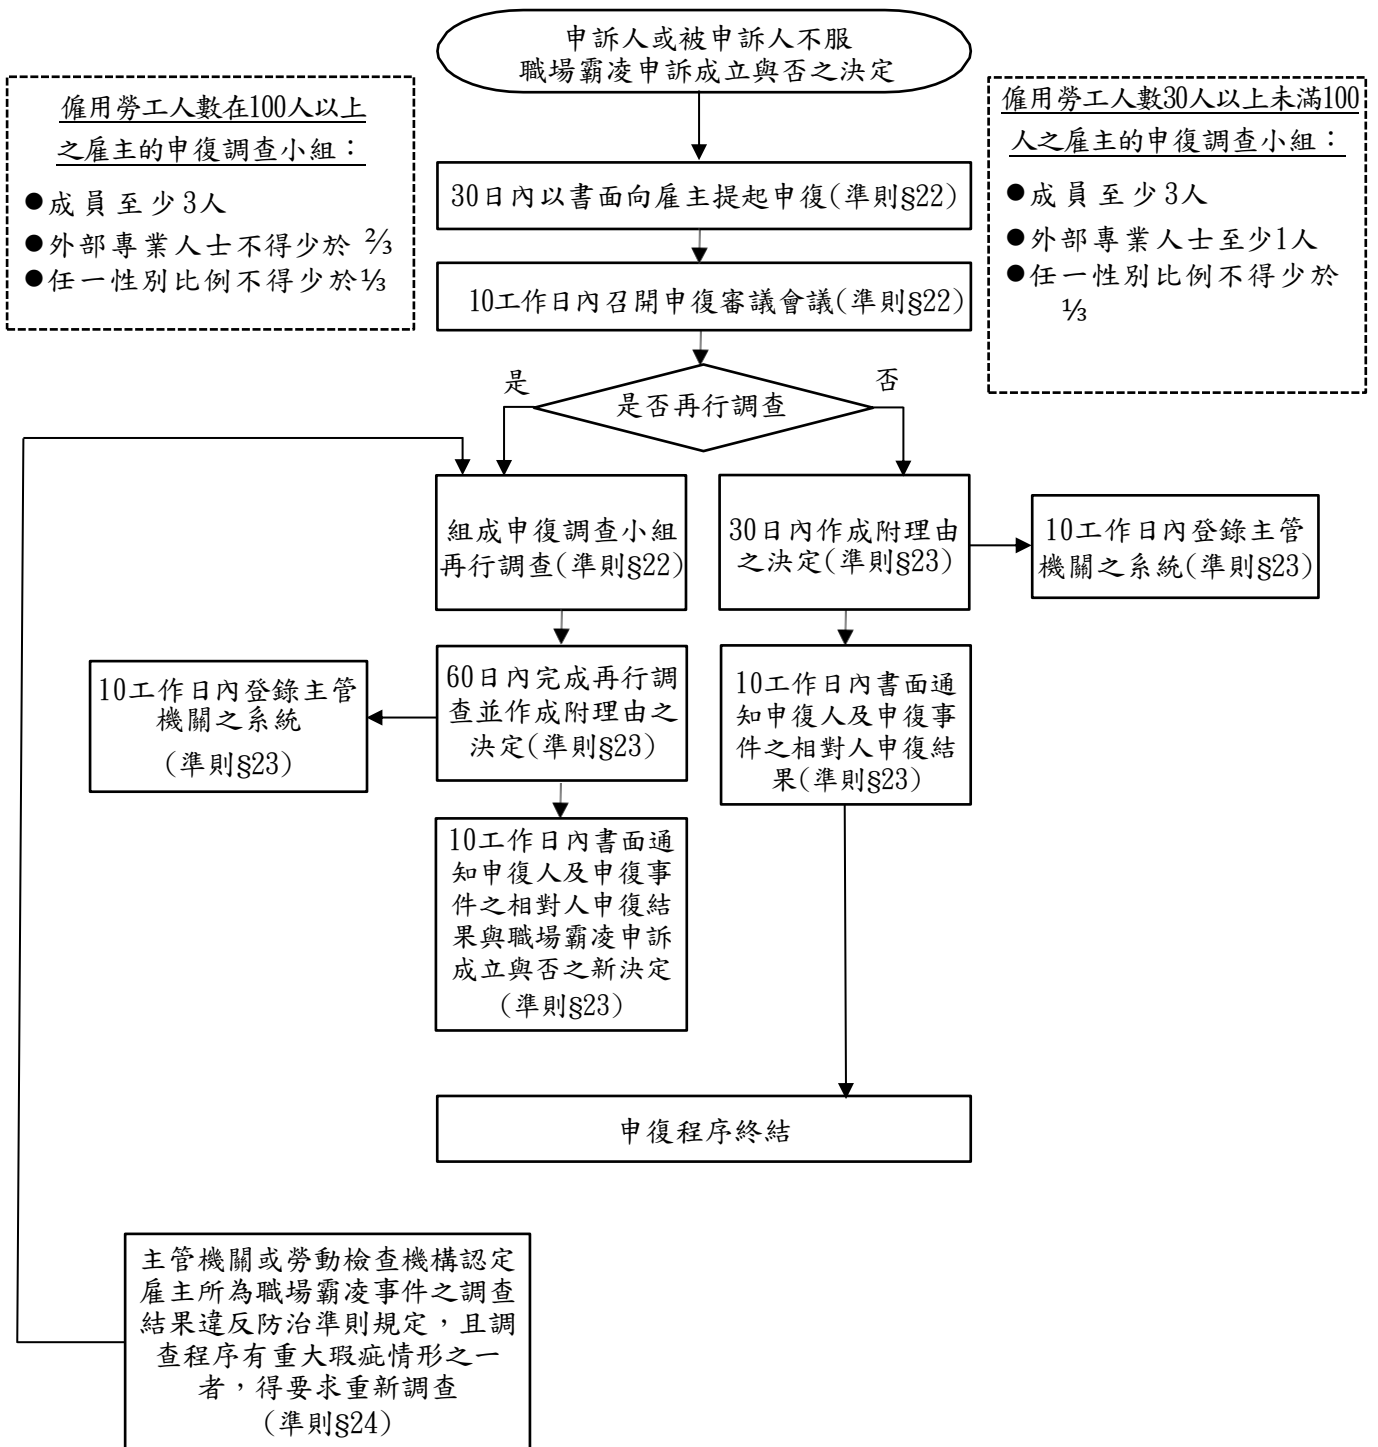 申訴人或被申訴人不服
職場霸凌申訴成立與否之決定
僱用勞工人數在100人以上
之雇主的申復調查小組：
●成員至少3人
●外部專業人士不得少於 ⅔
●任一性別比例不得少於⅓
僱用勞工人數30人以上未滿100
人之雇主的申復調查小組：
●成員至少3人
●外部專業人士至少1人
●任一性別比例不得少於
⅓
30日內以書面向雇主提起申復(準則§22)
10工作日內召開申復審議會議(準則§22)
是
否
是否再行調查
組成申復調查小組
再行調查(準則§22)
30日內作成附理由
之決定(準則§23)
10工作日內登錄主管
機關之系統(準則§23)
10工作日內登錄主管
機關之系統
(準則§23)
60日內完成再行調
查並作成附理由之
決定(準則§23)
10工作日內書面通
知申復人及申復事
件之相對人申復結
果(準則§23)
10工作日內書面通
知申復人及申復事
件之相對人申復結
果與職場霸凌申訴
成立與否之新決定
(準則§23)
申復程序終結
主管機關或勞動檢查機構認定
雇主所為職場霸凌事件之調查
結果違反防治準則規定，且調
查程序有重大瑕疵情形之一
者，得要求重新調查
(準則§24)